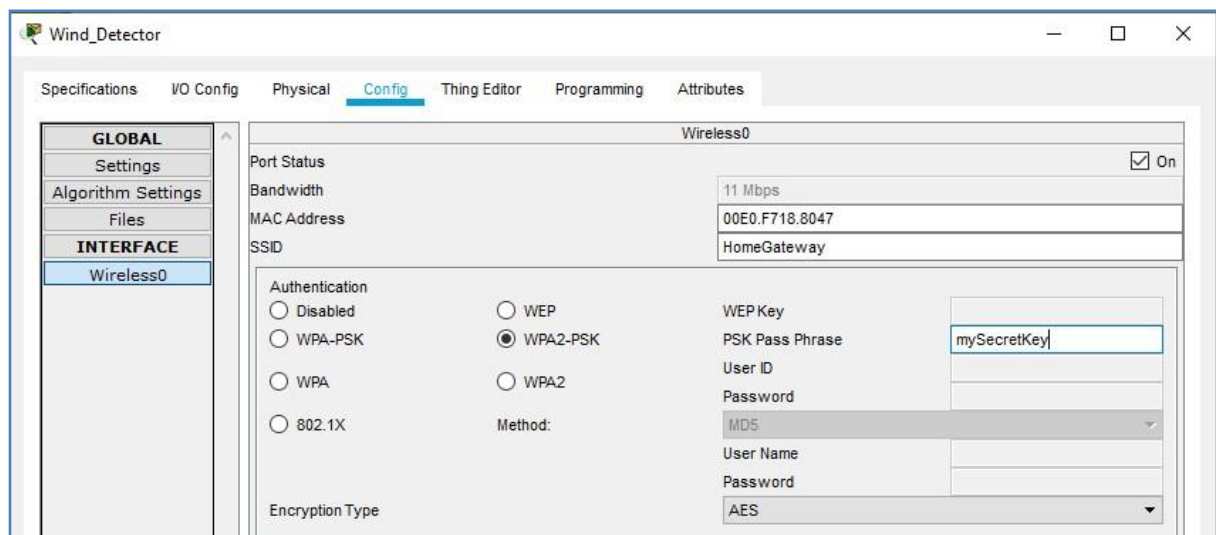 Wind_Detector
Specifications I/O Config Physical Config Thing Editor Programming Attributes
GLOBAL
Settings
Algorithm Settings
Files
INTERFACE
Wireless0
Wireless0
Port Status On
Bandwidth 11 Mbps
MAC Address 00E0.F718.8047
SSID HomeGateway
Authentication
Disabled WEP WEP Key
WPA-PSK WPA2-PSK PSK Pass Phrase mySecretKey
User ID
WPA WPA2
Password
802.1X Method: MD5
User Name
Password
Encryption Type AES